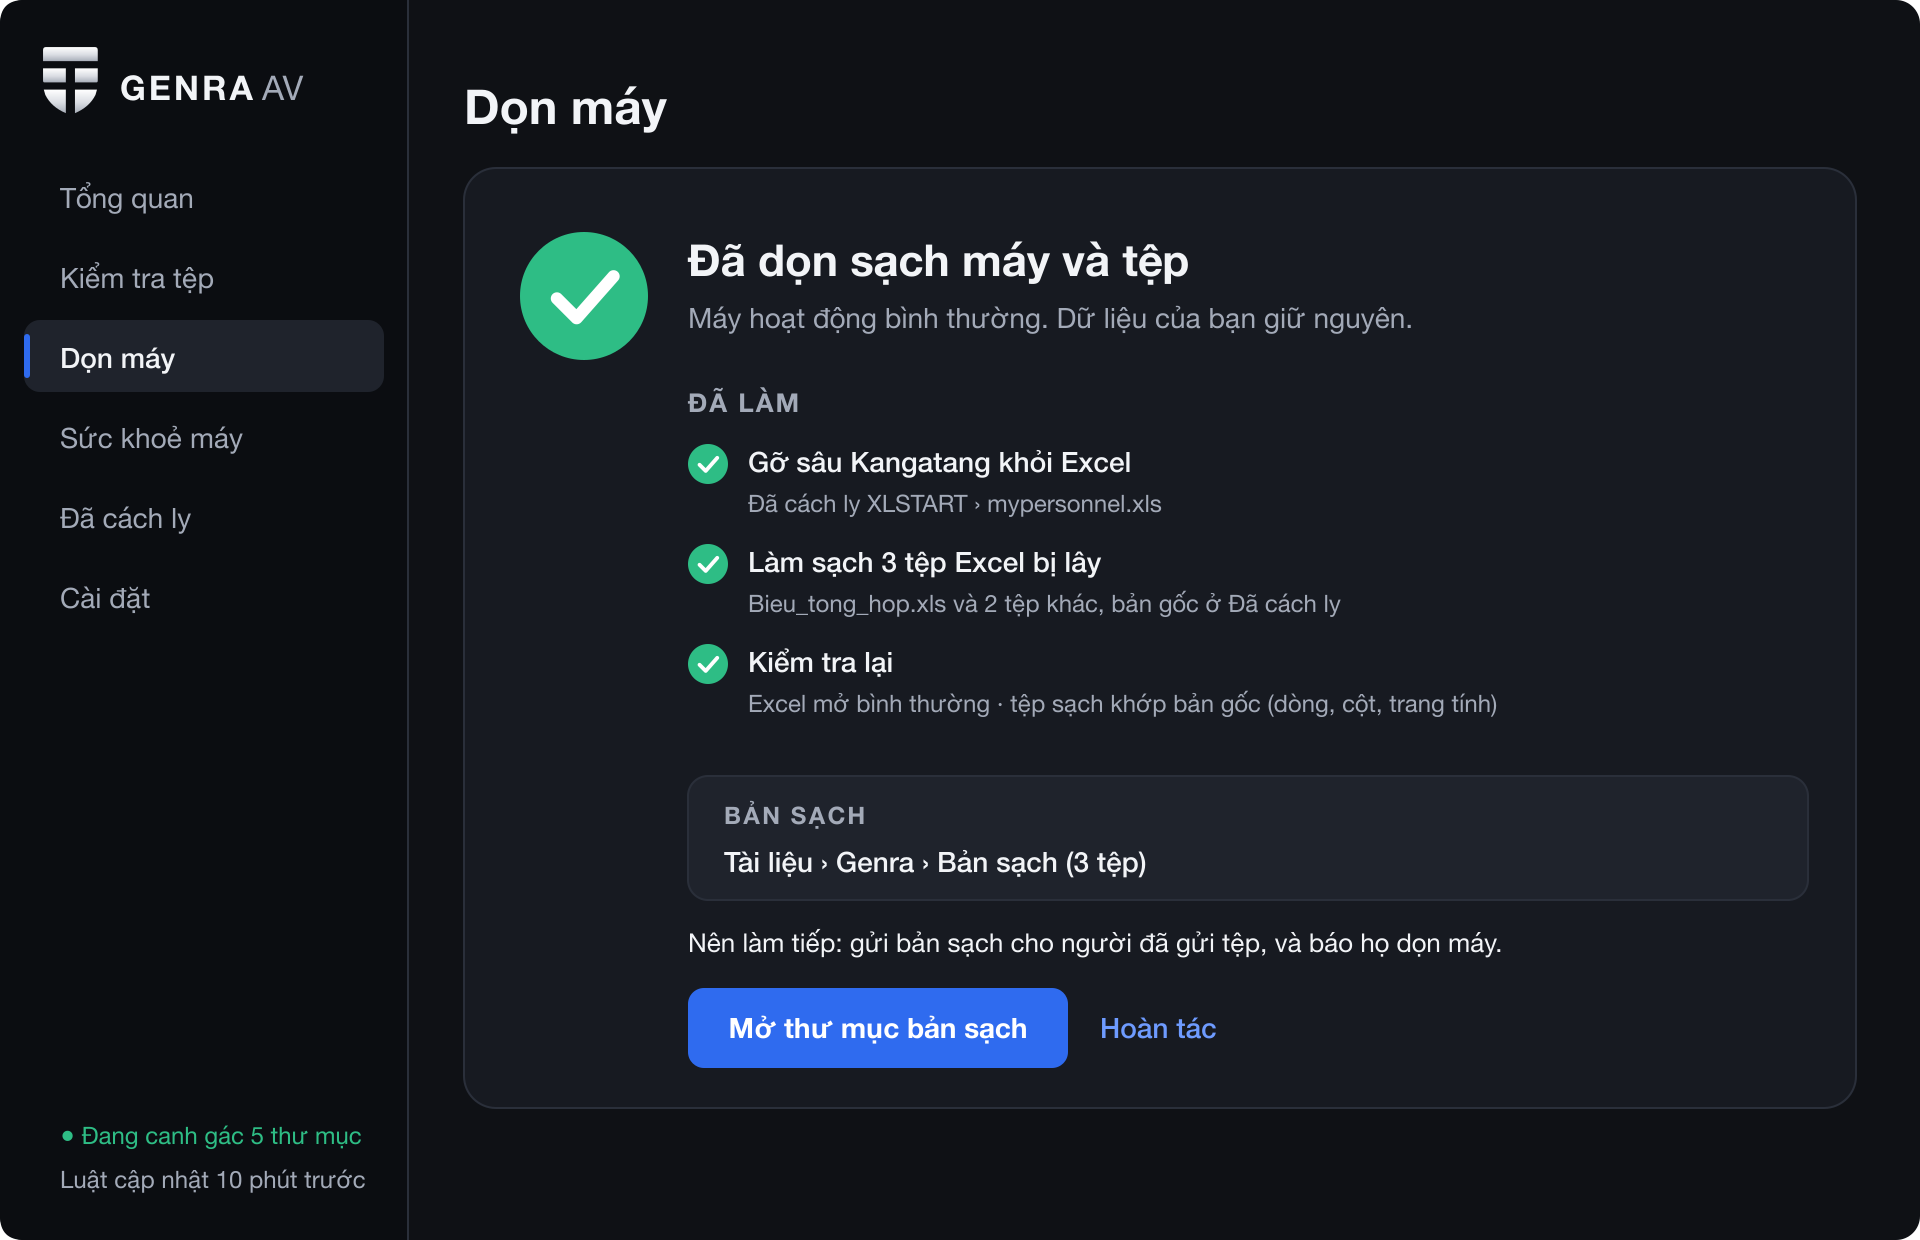 GENRA AV
Tổng quan
Kiểm tra tệp
Dọn máy
Sức khoẻ máy
Đã cách ly
Cài đặt
● Đang canh gác 5 thư mục
Luật cập nhật 10 phút trước
Dọn máy
Đã dọn sạch máy và tệp
Máy hoạt động bình thường. Dữ liệu của bạn giữ nguyên.
ĐÃ LÀM
Gỡ sâu Kangatang khỏi Excel
Đã cách ly XLSTART › mypersonnel.xls
Làm sạch 3 tệp Excel bị lây
Bieu_tong_hop.xls và 2 tệp khác, bản gốc ở Đã cách ly
Kiểm tra lại
Excel mở bình thường · tệp sạch khớp bản gốc (dòng, cột, trang tính)
BẢN SẠCH
Tài liệu › Genra › Bản sạch (3 tệp)
Nên làm tiếp: gửi bản sạch cho người đã gửi tệp, và báo họ dọn máy.
Mở thư mục bản sạch
Hoàn tác